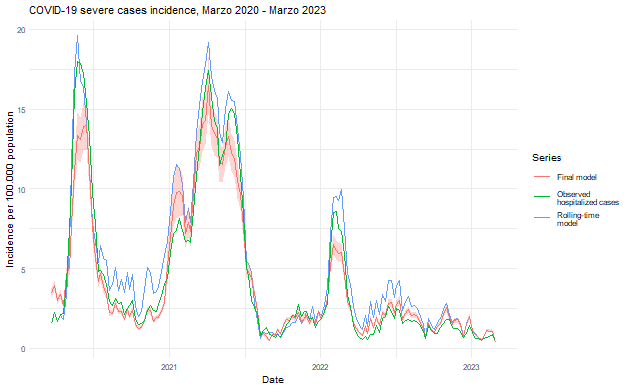 COVID-19 severe cases incidence, Marzo 2020 - Marzo 2023
20
15
10
5
0
Incidence per 100.000 population
2021
2022
2023
Date
Series
Final model
Observed
hospitalized cases
Rolling-time
model